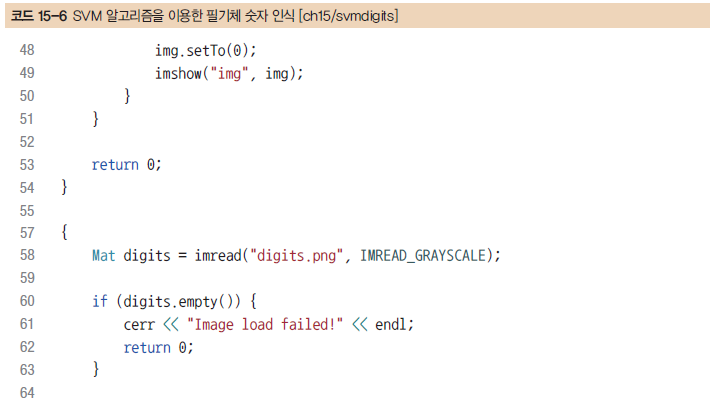 코드 15-6 SVM 알고리즘을 이용한 필기체 숫자 인식 [ch15/svmdigits]
48 img.setTo(0);
49 imshow("img", img);
50 }
51 }
52
53 return 0;
54 }
55
57 {
58 Mat digits = imread("digits.png", IMREAD_GRAYSCALE);
59
60 if (digits.empty()) {
61 cerr << "Image load failed!" << endl;
62 return 0;
63 }
64